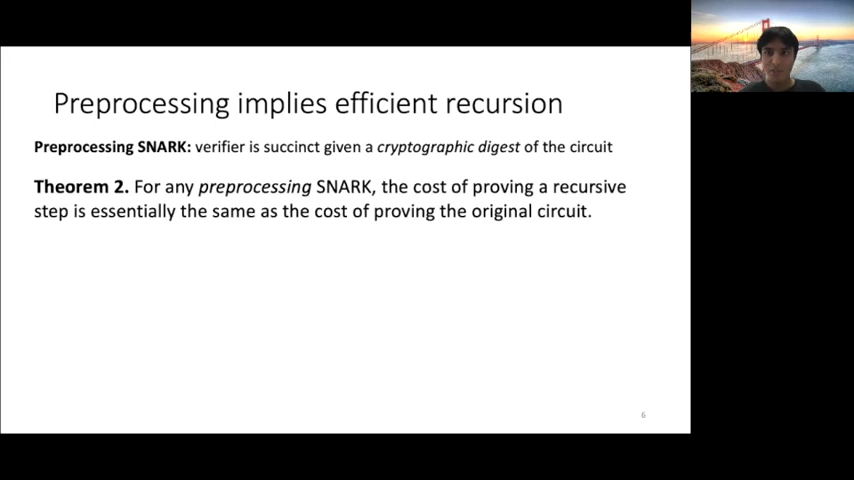 Preprocessing implies efficient recursion
Preprocessing SNARK: verifier is succinct given a cryptographic digest of the circuit
Theorem 2. For any preprocessing SNARK, the cost of proving a recursive
step is essentially the same as the cost of proving the original circuit.
6